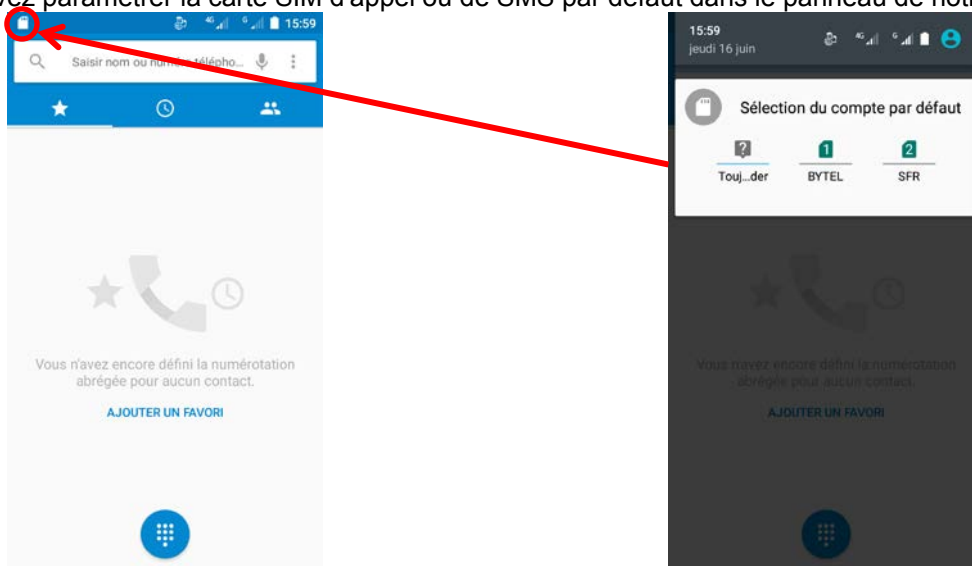 vez paramétrer la carte SIM d'appel ou de SMS par défaut dans le panneau de
4G G 15:59
Saisir nom ou numéro télépho...
Vous n'avez encore défini la numérotation
abrégée pour aucun contact.
AJOUTER UN FAVORI
15:59
jeudi 16 juin
4G G
Sélection du compte par défaut
1 2
Touj...der BYTEL SFR
Vous n'avez encore défini la numérotation
abrégée pour aucun contact.
AJOUTER UN FAVORI